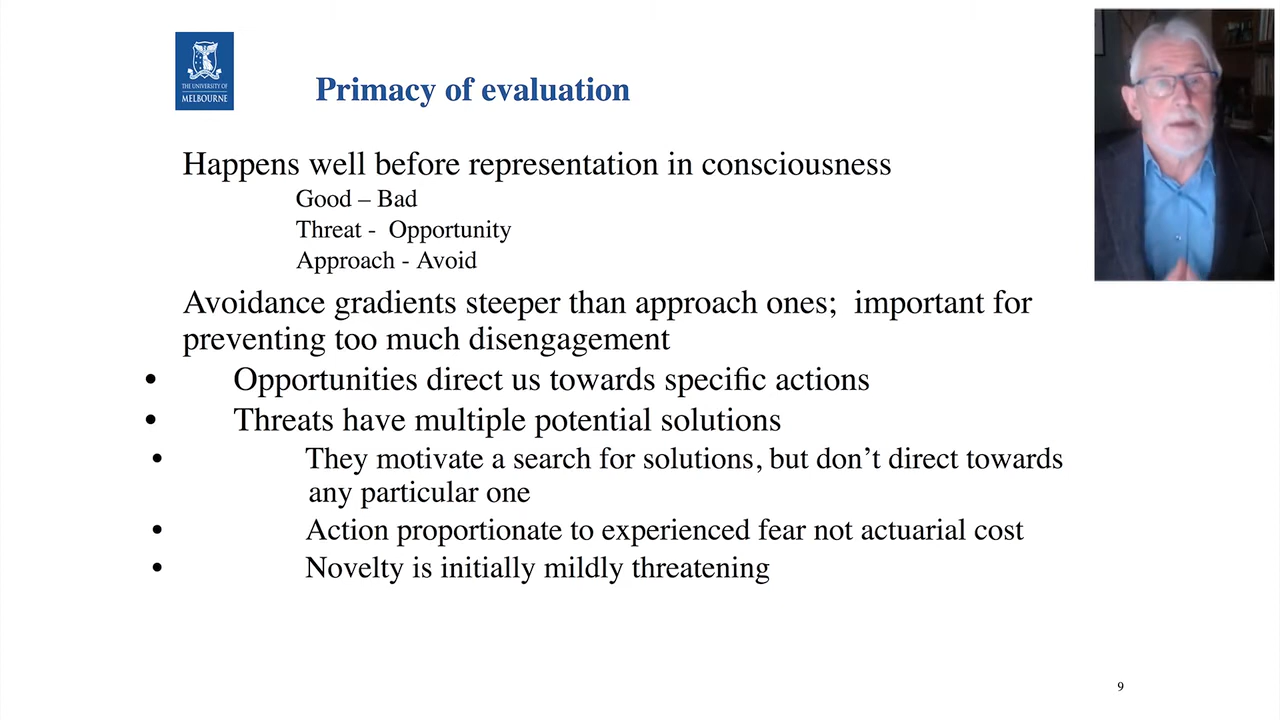 THE UNIVERSITY OF
MELBOURNE
Primacy of evaluation
Happens well before representation in consciousness
Good – Bad
Threat - Opportunity
Approach - Avoid
Avoidance gradients steeper than approach ones; important for
preventing too much disengagement
• Opportunities direct us towards specific actions
• Threats have multiple potential solutions
• They motivate a search for solutions, but don’t direct towards
any particular one
• Action proportionate to experienced fear not actuarial cost
• Novelty is initially mildly threatening
9